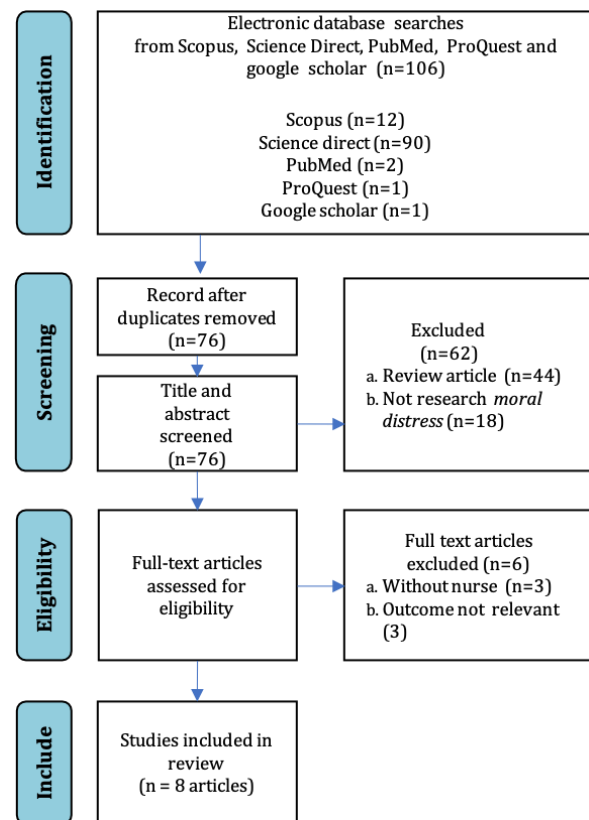 Identification
Electronic database searches
from Scopus, Science Direct, PubMed, ProQuest and
google scholar (n=106)
Scopus (n=12)
Science direct (n=90)
PubMed (n=2)
ProQuest (n=1)
Google scholar (n=1)
Screening
Record after
duplicates removed
(n=76)
Title and
abstract
screened
(n=76)
Excluded
(n=62)
a. Review article (n=44)
b. Not research moral
distress (n=18)
Eligibility
Full-text articles
assessed for
eligibility
Full text articles
excluded (n=6)
a. Without nurse (n=3)
b. Outcome not relevant
(3)
Include
Studies included in
review
(n = 8 articles)